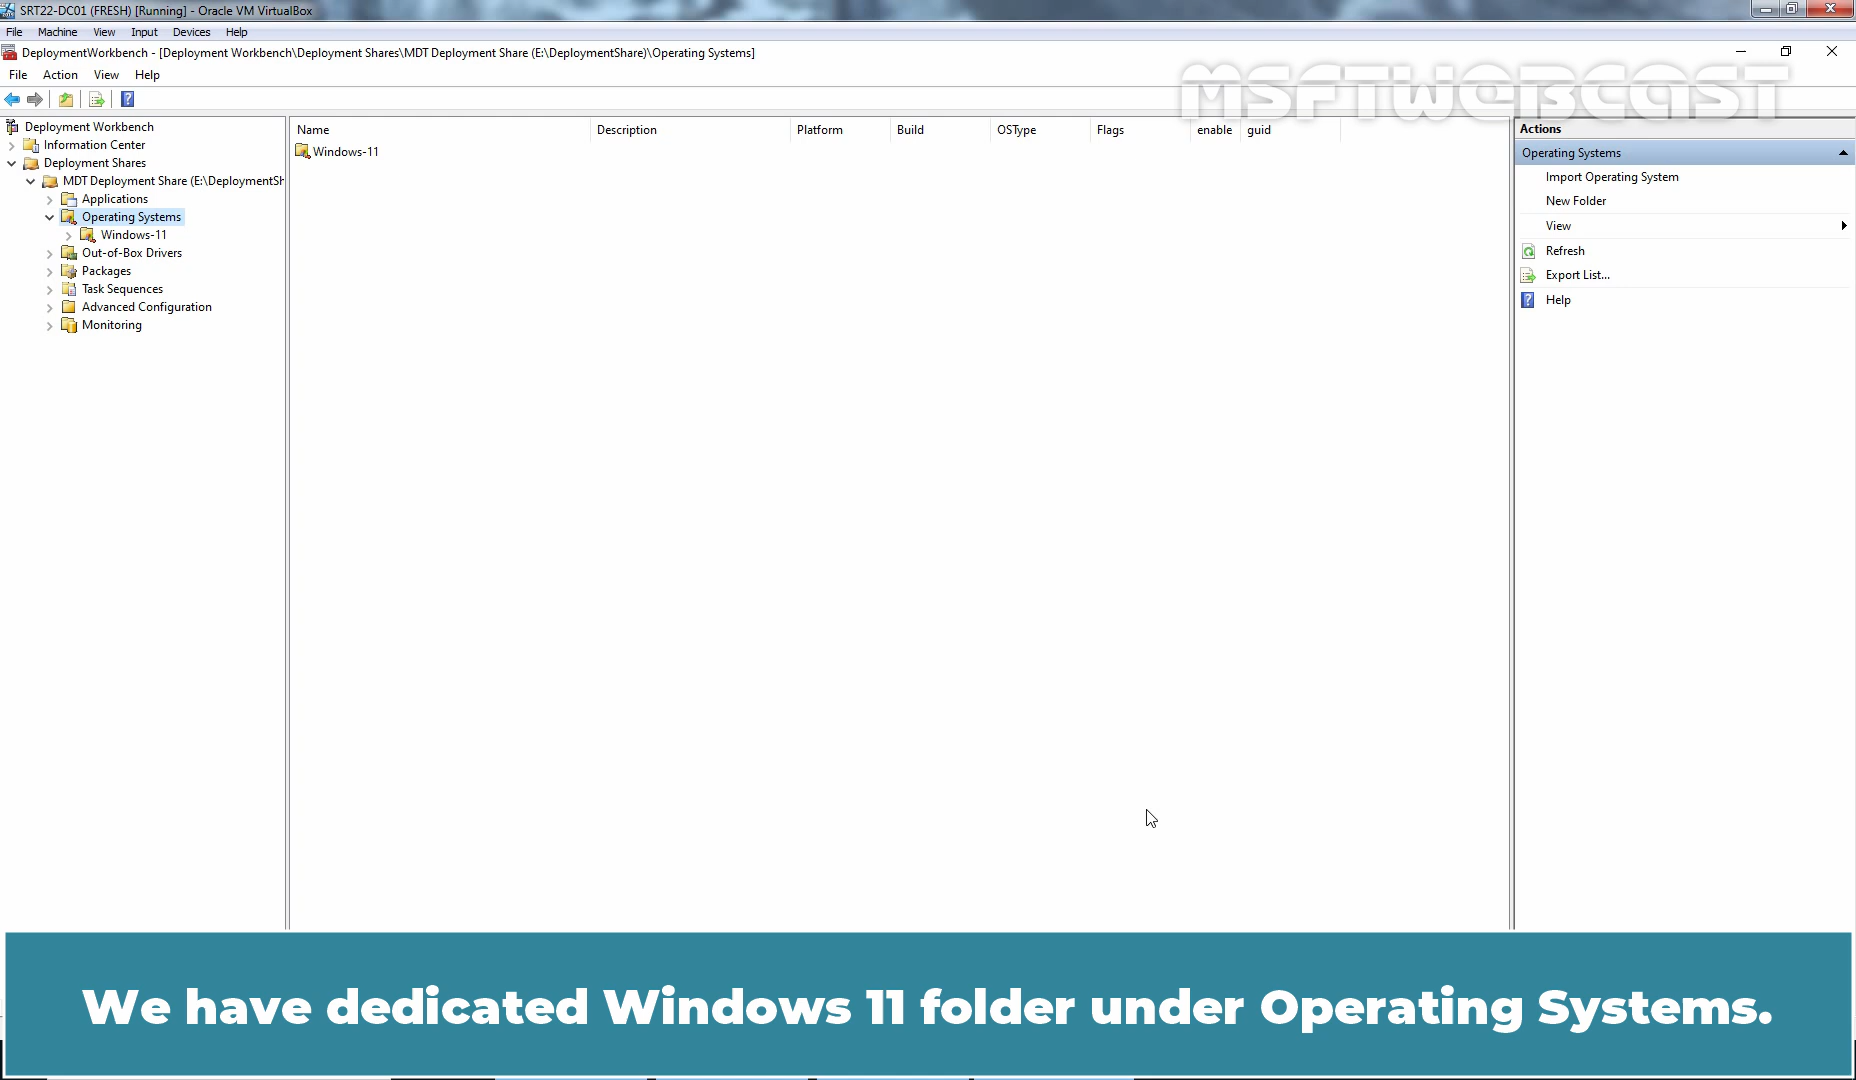 SRT22-DC01 (FRESH) [Running] - Oracle VM VirtualBox
File Machine View Input Devices Help
DeploymentWorkbench - [Deployment Workbench\Deployment Shares\MDT Deployment Share (E:\DeploymentShare)\Operating Systems]
File Action View Help
MSFTWEBCAST
Deployment Workbench
Information Center
Deployment Shares
MDT Deployment Share (E:\DeploymentSh
Applications
Operating Systems
Windows-11
Out-of-Box Drivers
Packages
Task Sequences
Advanced Configuration
Monitoring
Name Description Platform Build OSType Flags enable guid
Windows-11
Actions
Operating Systems
Import Operating System
New Folder
View
Refresh
Export List...
Help
We have dedicated Windows 11 folder under Operating Systems.